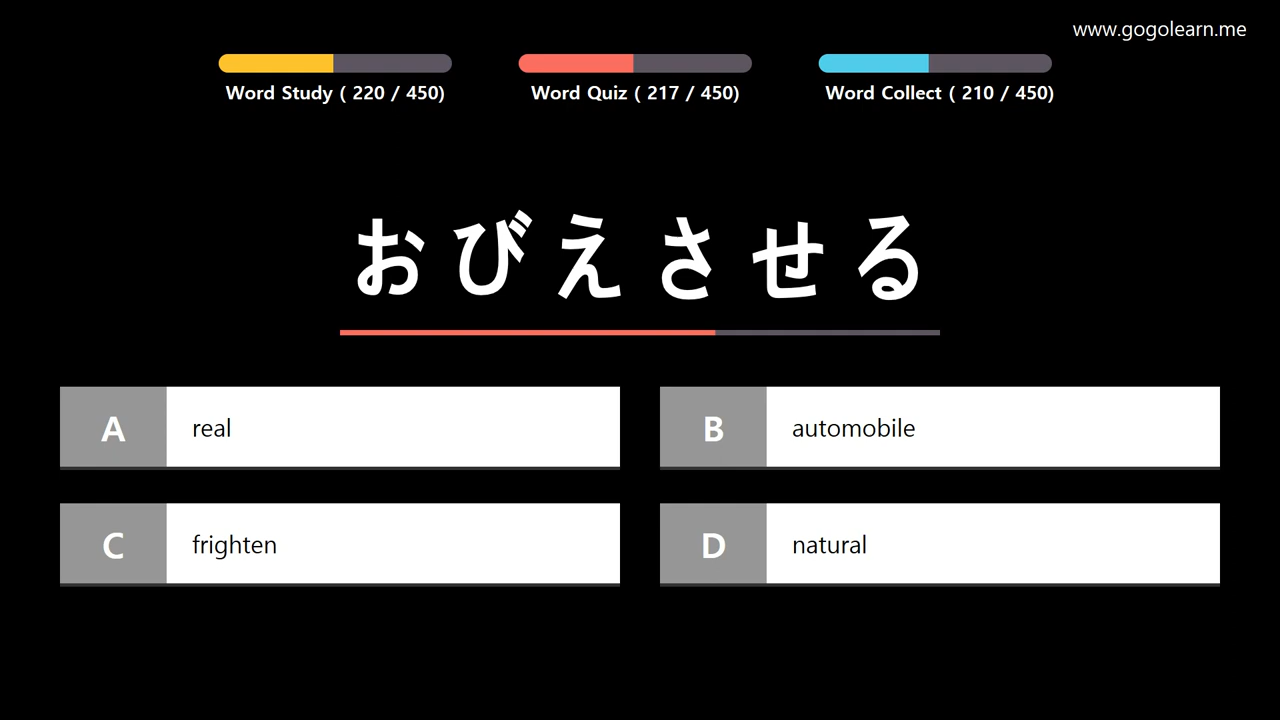 www.gogolearn.me
Word Study ( 220 / 450)
Word Quiz ( 217 / 450)
Word Collect ( 210 / 450)
おびえさせる
A real
B automobile
C frighten
D natural